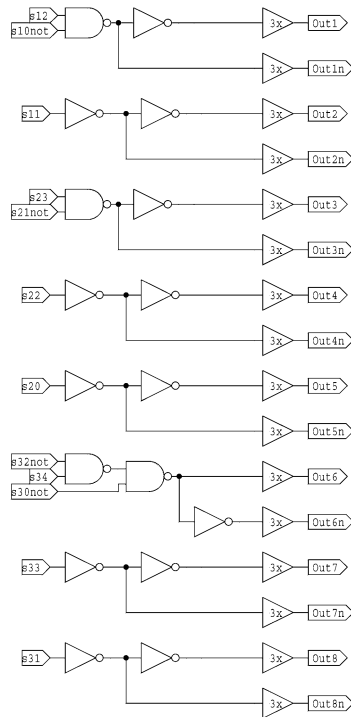 s12 3x Out1
s10not
3x Out1n
s11 3x Out2
3x Out2n
s23 3x Out3
s21not
3x Out3n
s22 3x Out4
3x Out4n
s20 3x Out5
3x Out5n
s32not
s34 3x Out6
s30not
3x Out6n
s33 3x Out7
3x Out7n
s31 3x Out8
3x Out8n